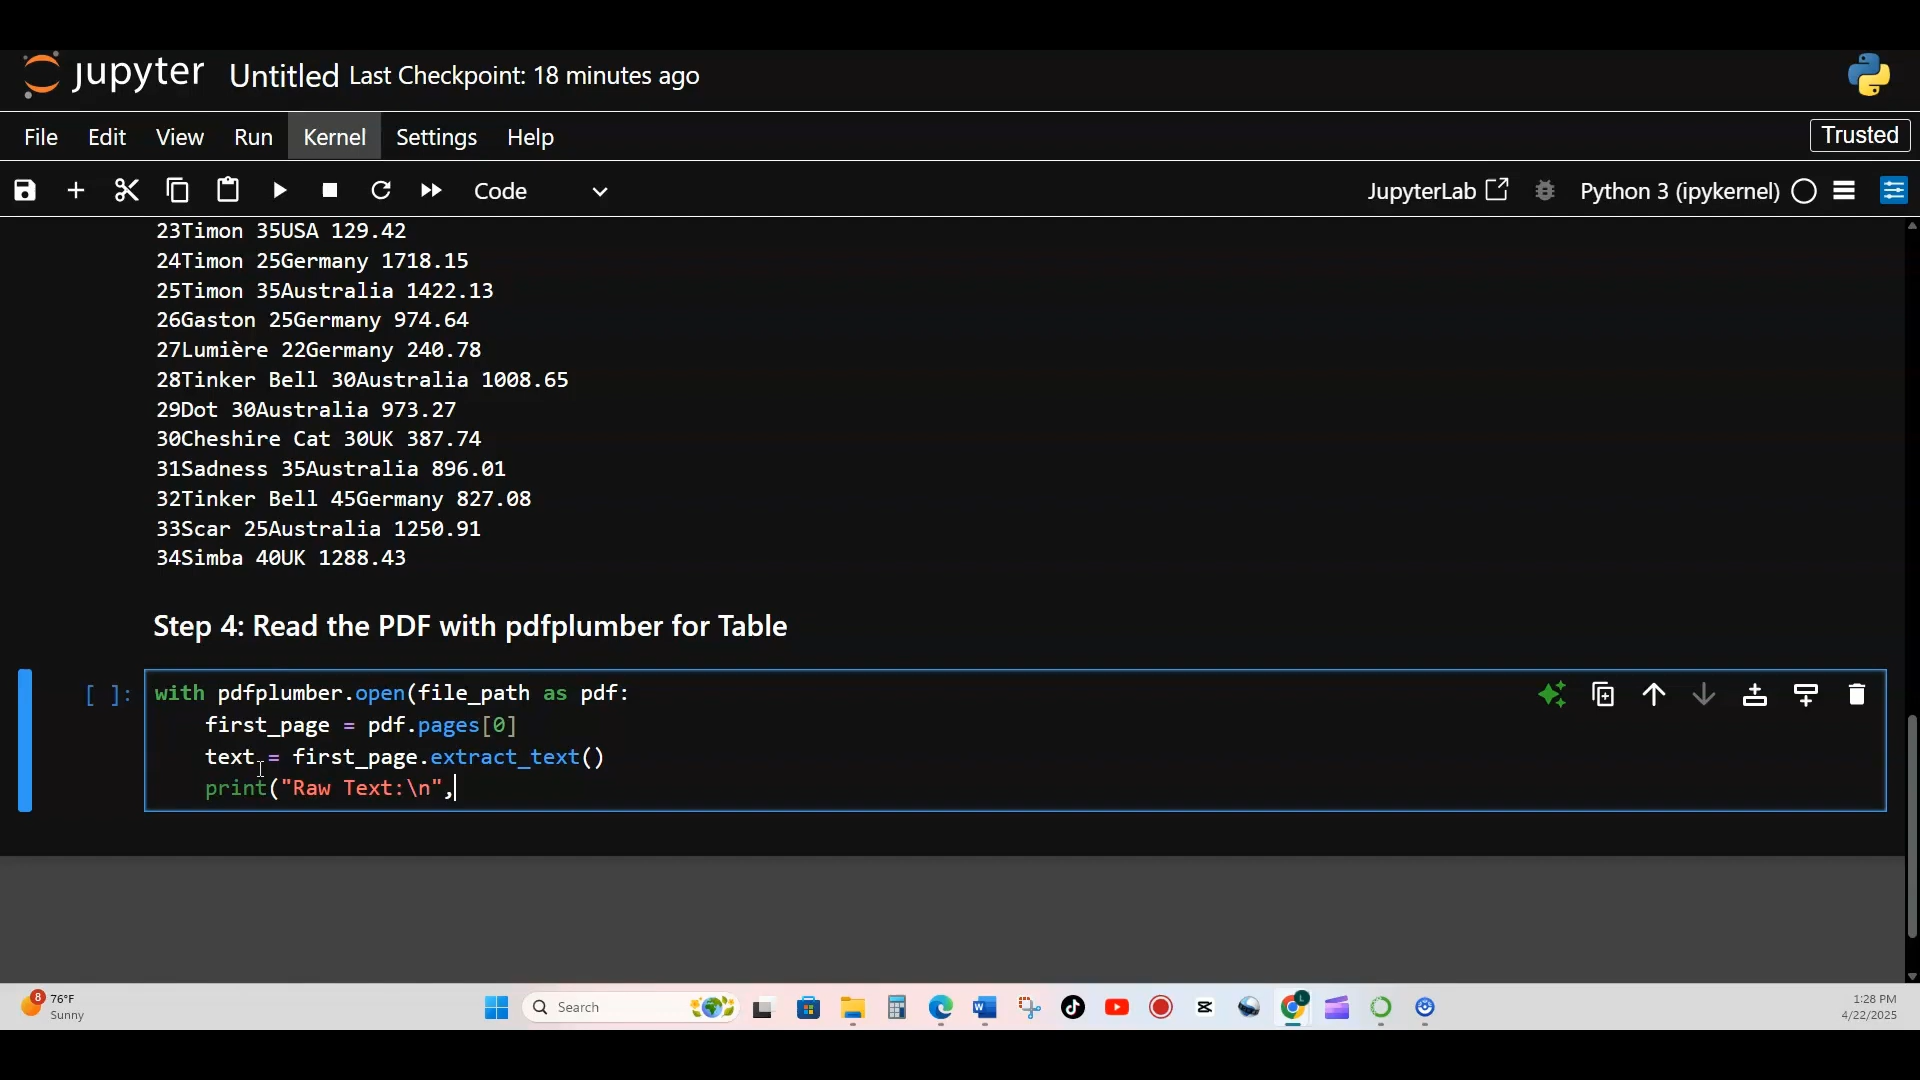 jupyter Untitled Last Checkpoint: 18 minutes ago
File Edit View Run Kernel Settings Help Trusted
Code JupyterLab Python 3 (ipykernel)
23Timon 35USA 129.42
24Timon 25Germany 1718.15
25Timon 35Australia 1422.13
26Gaston 25Germany 974.64
27Lumière 22Germany 240.78
28Tinker Bell 30Australia 1008.65
29Dot 30Australia 973.27
30Cheshire Cat 30UK 387.74
31Sadness 35Australia 896.01
32Tinker Bell 45Germany 827.08
33Scar 25Australia 1250.91
34Simba 40UK 1288.43
Step 4: Read the PDF with pdfplumber for Table
[ ]: with pdfplumber.open(file_path as pdf:
    first_page = pdf.pages[0]
    text = first_page.extract_text()
    print("Raw Text:\n",
8 76°F
Sunny
Search
1:28 PM
4/22/2025